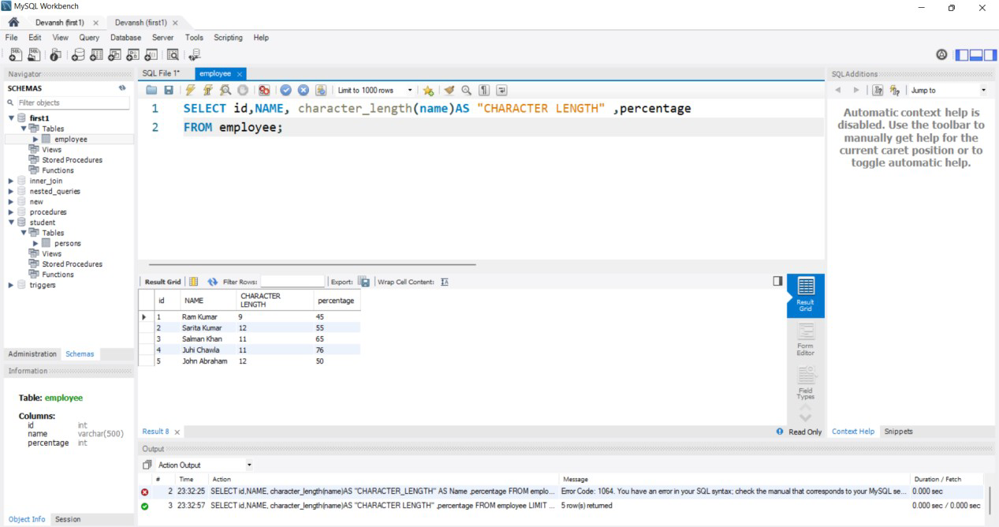 MySQL Workbench
Devansh (first1) Devansh (first1)
File Edit View Query Database Server Tools Scripting Help
Navigator
SCHEMAS
Filter objects
first1
Tables
employee
Views
Stored Procedures
Functions
inner_join
nested_queries
new
procedures
student
Tables
persons
Views
Stored Procedures
Functions
triggers
Administration Schemas
Information
Table: employee
Columns:
id int
name varchar(500)
percentage int
Object Info Session
SQL File 1* employee
Limit to 1000 rows
1 SELECT id,NAME, character_length(name)AS "CHARACTER LENGTH" ,percentage
2 FROM employee;
Result Grid Filter Rows: Export: Wrap Cell Content:
id NAME CHARACTER LENGTH percentage
1 Ram Kumar 9 45
2 Sarita Kumar 12 55
3 Salman Khan 11 65
4 Juhi Chawla 11 76
5 John Abraham 12 50
Result Grid
Form Editor
Field Types
Result 8 Read Only
SQLAdditions
Jump to
Automatic context help is
disabled. Use the toolbar to
manually get help for the
current caret position or to
toggle automatic help.
Context Help Snippets
Output
Action Output
# Time Action Message Duration / Fetch
2 23:32:25 SELECT id,NAME, character_length(name)AS "CHARACTER_LENGTH" AS Name ,percentage FROM emplo... Error Code: 1064. You have an error in your SQL syntax; check the manual that corresponds to your MySQL se... 0.000 sec
3 23:32:57 SELECT id,NAME, character_length(name)AS "CHARACTER LENGTH" ,percentage FROM employee LIMIT ... 5 row(s) returned 0.000 sec / 0.000 sec